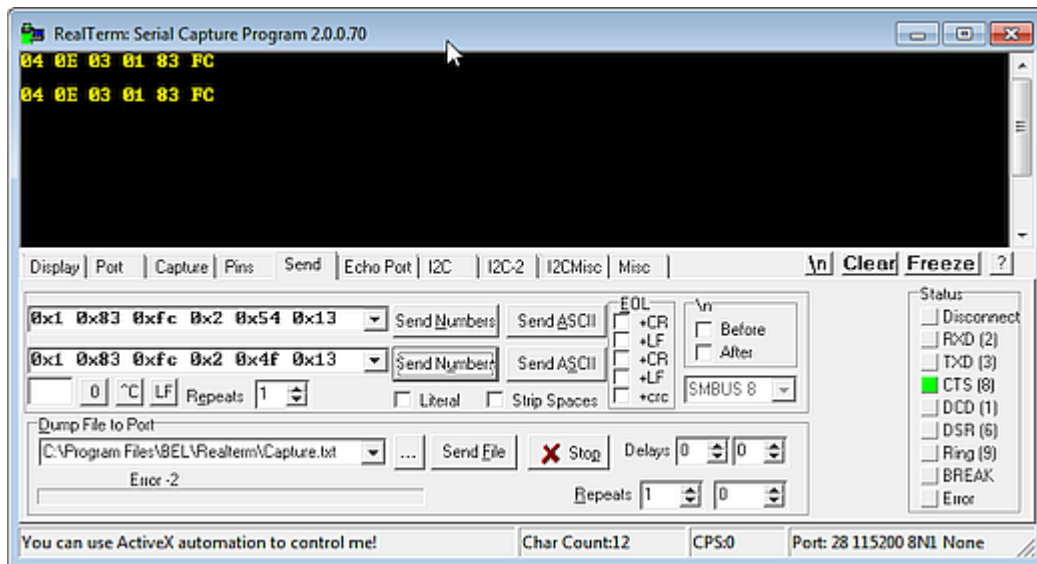 RealTerm: Serial Capture Program 2.0.0.70
04 0E 03 01 83 FC
04 0E 03 01 83 FC
Display Port Capture Pins Send Echo Port I2C I2C-2 I2CMisc Misc \n Clear Freeze ?
0x1 0x83 0xfc 0x2 0x54 0x13 Send Numbers Send ASCII
0x1 0x83 0xfc 0x2 0x4f 0x13 Send Numbers Send ASCII
0 ^C LF Repeats 1 Literal Strip Spaces
EOL
+CR
+LF
+CR
+LF
+crc
\n
Before
After
SMBUS 8
Dump File to Port
C:\Program Files\BEL\Realterm\Capture.txt ... Send File Stop Delays 0 0
Error -2
Repeats 1 0
Status
Disconnect
RXD (2)
TXD (3)
CTS (8)
DCD (1)
DSR (6)
Ring (9)
BREAK
Error
You can use ActiveX automation to control me! Char Count:12 CPS:0 Port: 28 115200 8N1 None